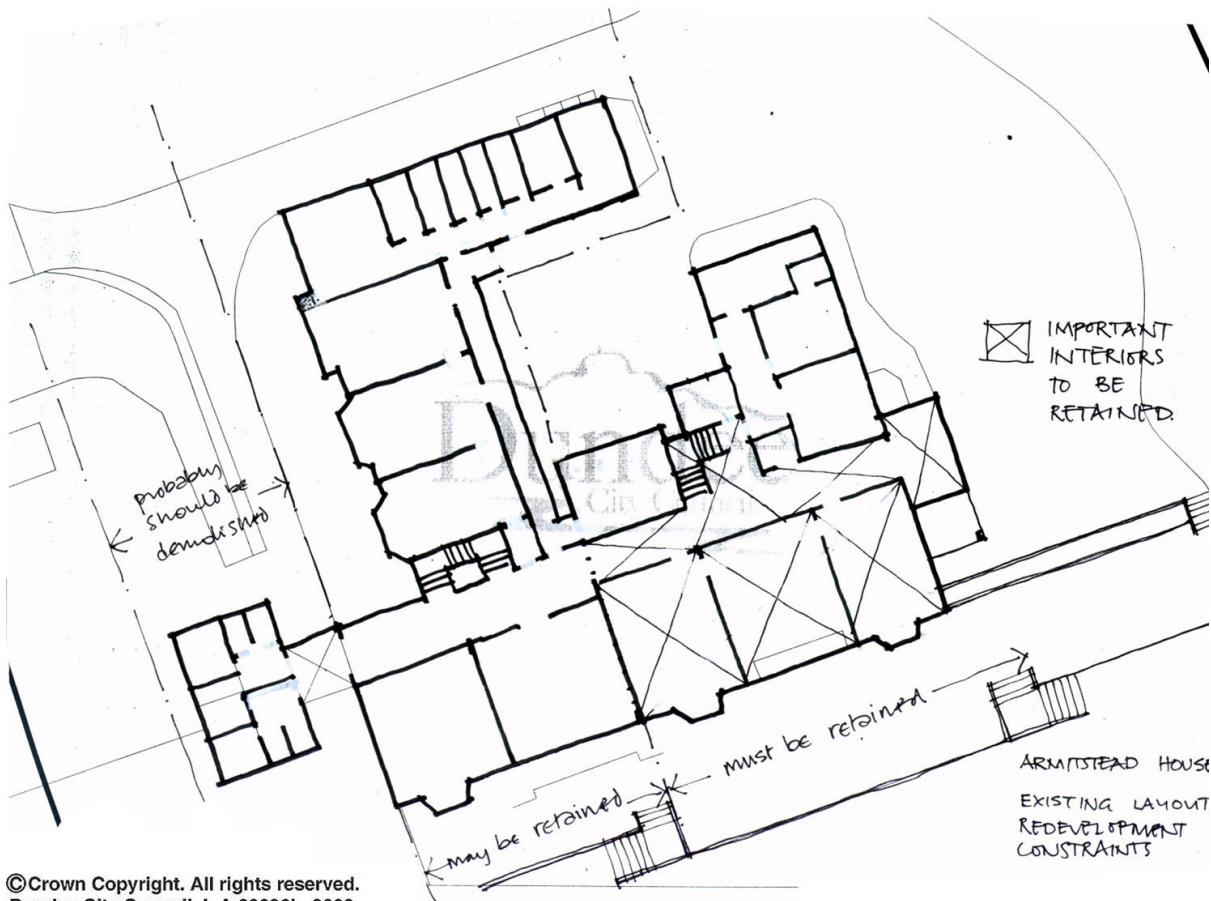 IMPORTANT
INTERIORS
TO BE
RETAINED.
Dundee
City Council
probably
should be
demolished
must be retained
may be retained
ARMITSTEAD HOUSE
EXISTING LAYOUT
REDEVELOPMENT
CONSTRAINTS
©Crown Copyright. All rights reserved.